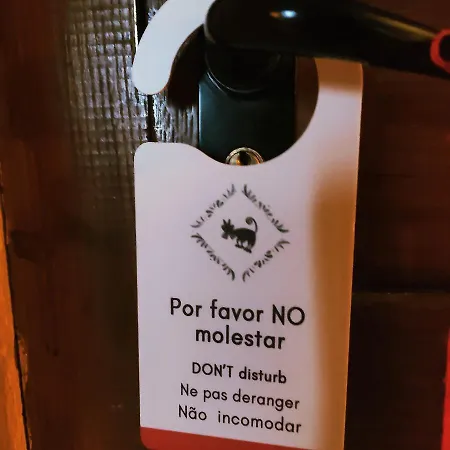 Por favor NO
molestar
DON'T disturb
Ne pas deranger
Não incomodar